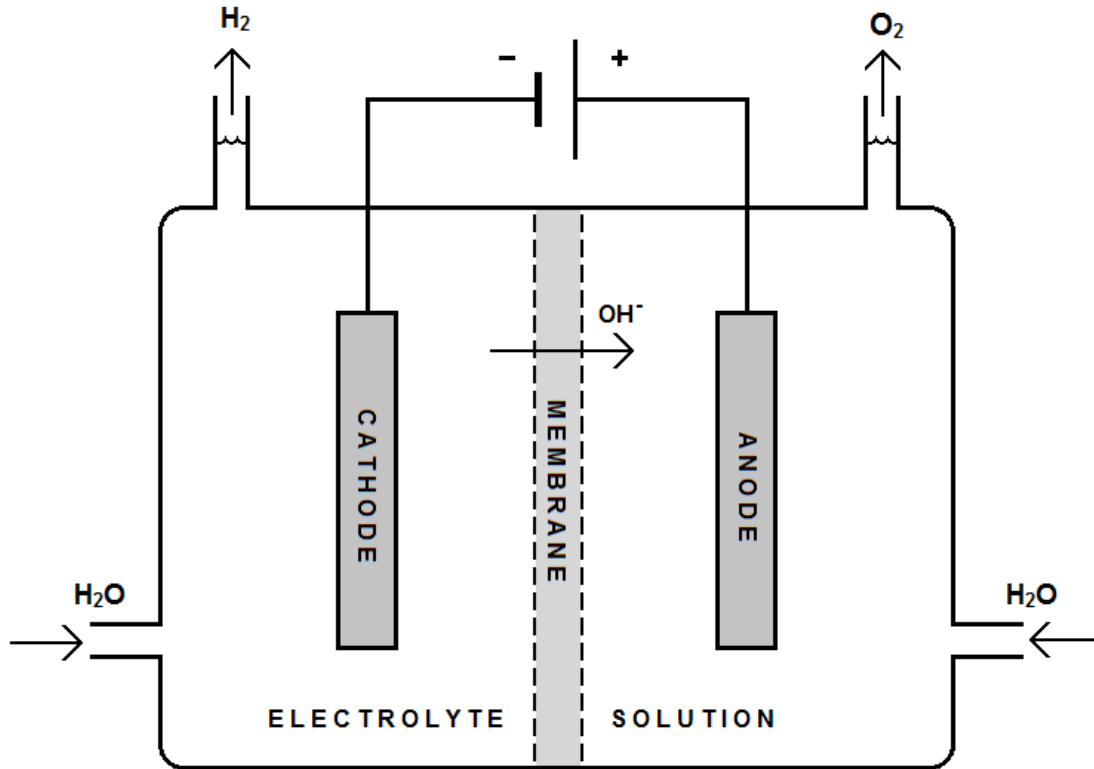 H₂
O₂
− +
OH⁻
CATHODE
MEMBRANE
ANODE
H₂O
H₂O
ELECTROLYTE SOLUTION